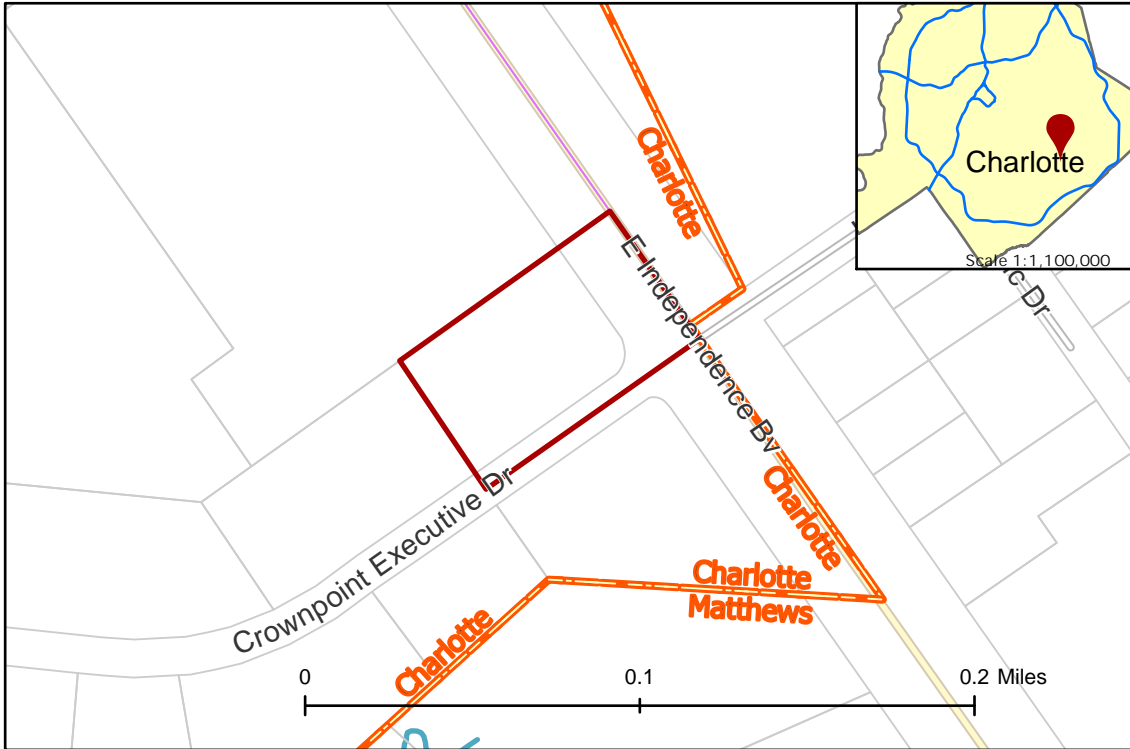 Charlotte
Charlotte
Scale 1:1,100,000
E Independence Bv
Charlotte
Crownpoint Executive Dr
Charlotte
Matthews
Charlotte
0 0.1 0.2 Miles